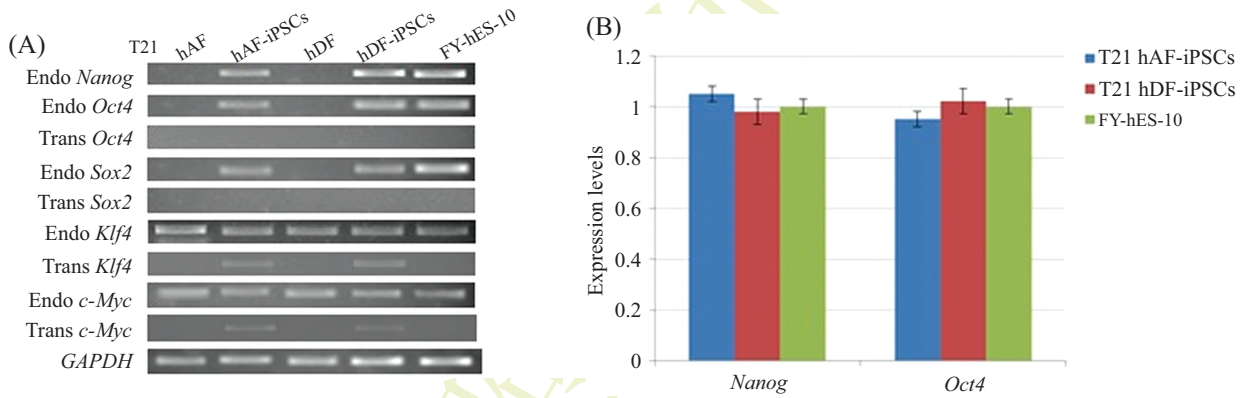 (A)
T21 hAF hAF-iPSCs hDF hDF-iPSCs FY-hES-10
Endo Nanog
Endo Oct4
Trans Oct4
Endo Sox2
Trans Sox2
Endo Klf4
Trans Klf4
Endo c-Myc
Trans c-Myc
GAPDH
(B)
1.2
1
0.8
0.6
0.4
0.2
0
Expression levels
Nanog Oct4
T21 hAF-iPSCs
T21 hDF-iPSCs
FY-hES-10